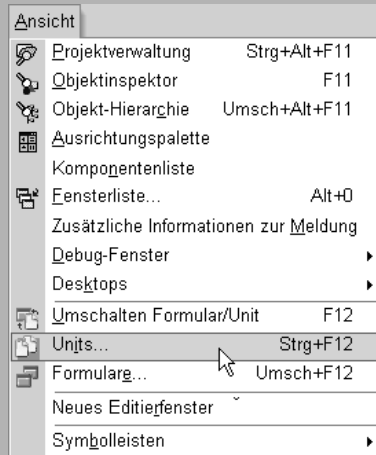 Ansicht
Projektverwaltung Strg+Alt+F11
Objektinspektor F11
Objekt-Hierarchie Umsch+Alt+F11
Ausrichtungspalette
Komponentenliste
Fensterliste... Alt+0
Zusätzliche Informationen zur Meldung
Debug-Fenster
Desktops
Umschalten Formular/Unit F12
Units... Strg+F12
Formulare... Umsch+F12
Neues Editierfenster
Symbolleisten